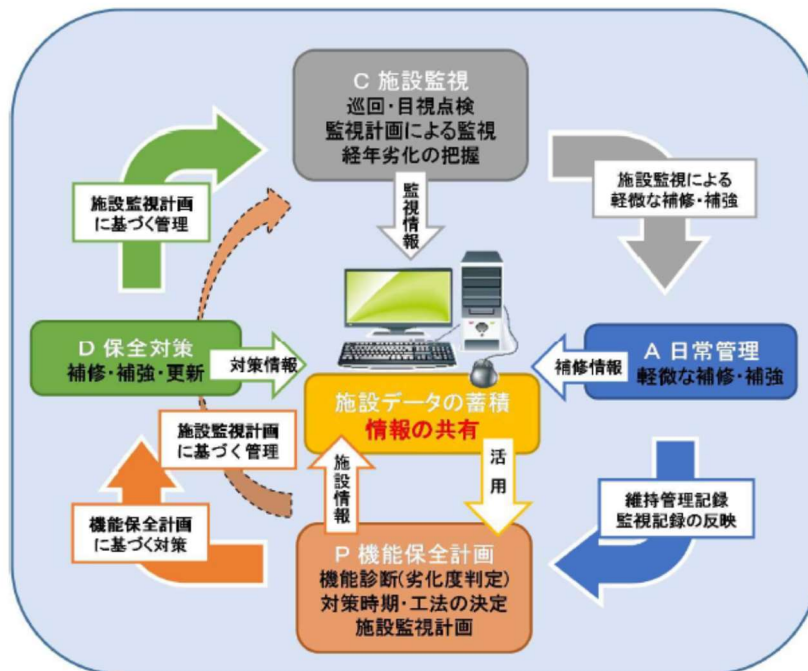 C 施設監視
巡回・目視点検
監視計画による監視
経年劣化の把握
施設監視計画
に基づく管理
監視情報
施設監視による
軽微な補修・補強
D 保全対策
補修・補強・更新
対策情報
補修情報
A 日常管理
軽微な補修・補強
施設データの蓄積
情報の共有
施設監視計画
に基づく管理
施設情報
活用
機能保全計画
に基づく対策
維持管理記録
監視記録の反映
P 機能保全計画
機能診断(劣化度判定)
対策時期・工法の決定
施設監視計画